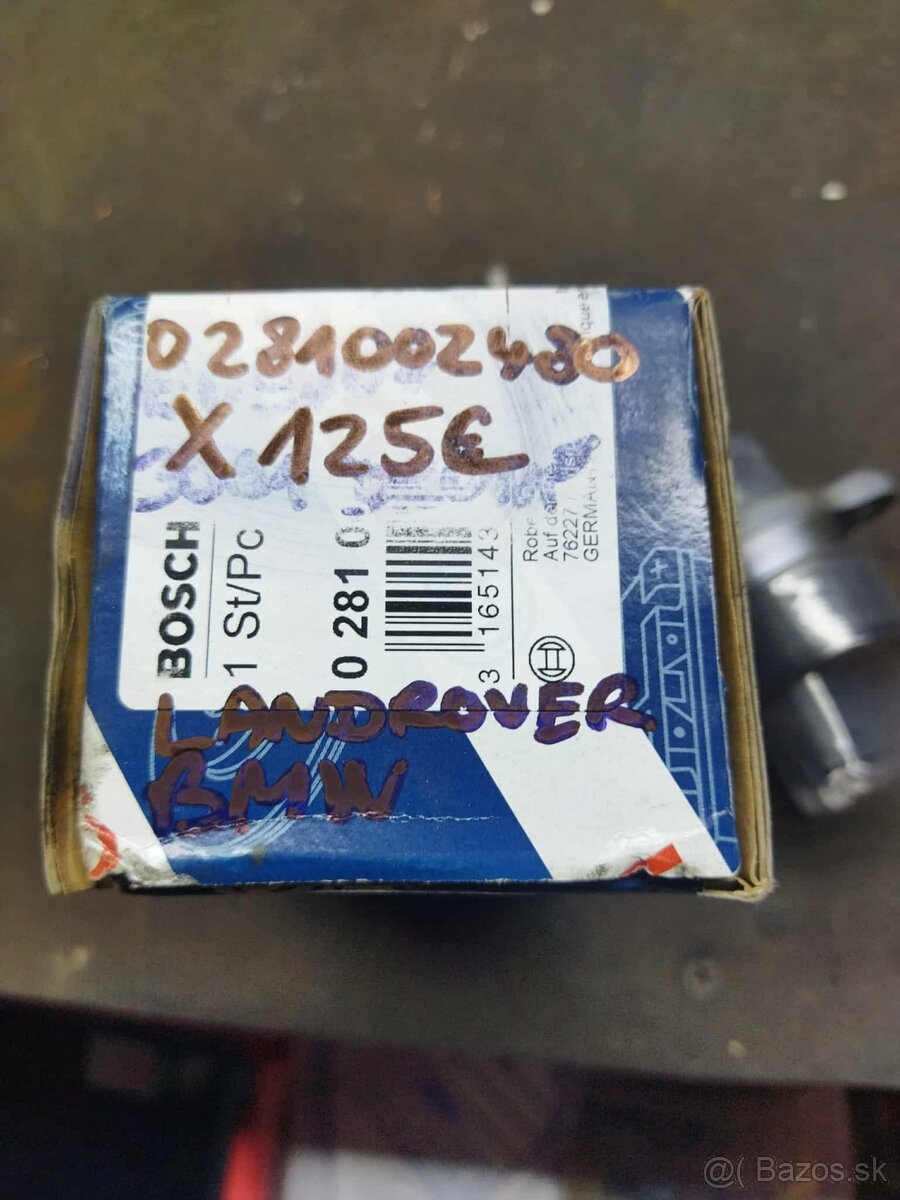 0281002480
X 125€
BOSCH
1 St/Pc
0 281 0
3 165143
Robe
Auf de
76227
GERMAN
LANDROVER
BMW
@( Bazos.sk